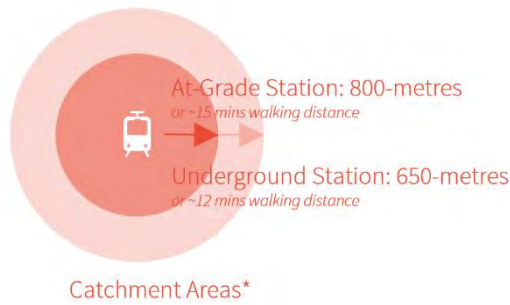 At-Grade Station: 800-metres
or ~15 mins walking distance
Underground Station: 650-metres
or ~12 mins walking distance
Catchment Areas*